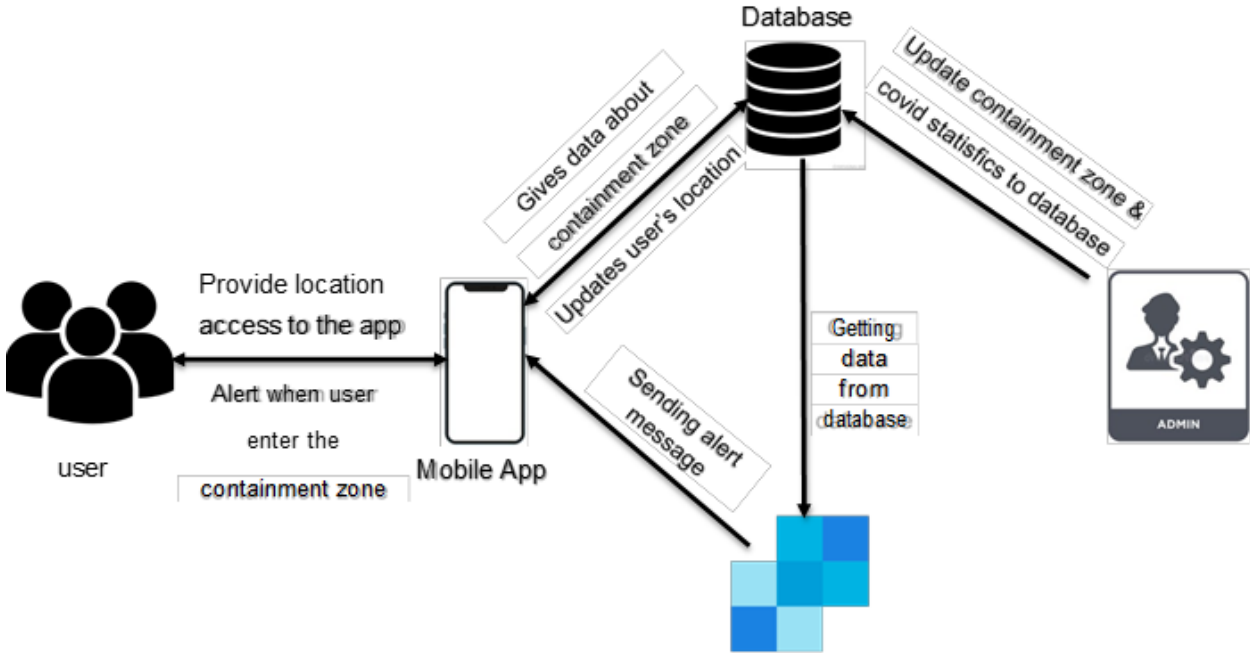 Database
Update containment zone &
covid statisfics to database
Gives data about
containment zone
Updates user's location
Provide location
access to the app
Alert when user
enter the
containment zone
user
Mobile App
Sending alert
message
Getting
data
from
database
ADMIN